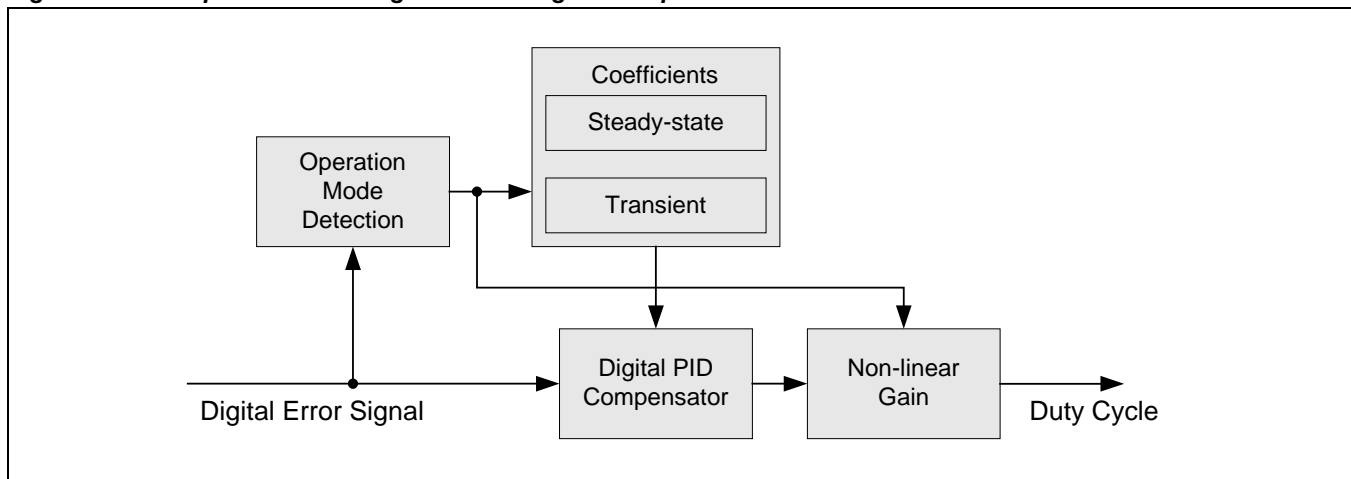 Coefficients
Steady-state
Operation
Mode
Detection
Transient
Digital PID
Compensator
Non-linear
Gain
Digital Error Signal
Duty Cycle